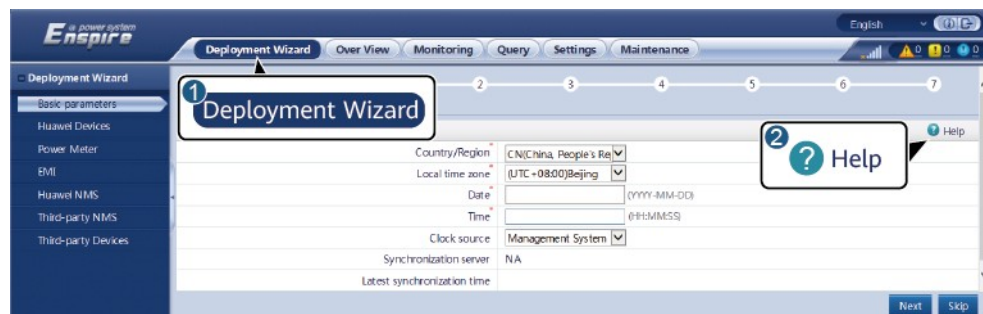 a power system
Enspire
English
Deployment Wizard Over View Monitoring Query Settings Maintenance
0 0 0
Deployment Wizard
Basic parameters
Huawei Devices
Power Meter
EMI
Huawei NMS
Third-party NMS
Third-party Devices
2 3 4 5 6 7
1 Deployment Wizard
Help
2 ? Help
Country/Region * CN(China, People's Re
Local time zone * (UTC+08:00)Beijing
Date * (YYYY-MM-DD)
Time * (HH:MM:SS)
Clock source Management System
Synchronization server NA
Latest synchronization time
Next Skip